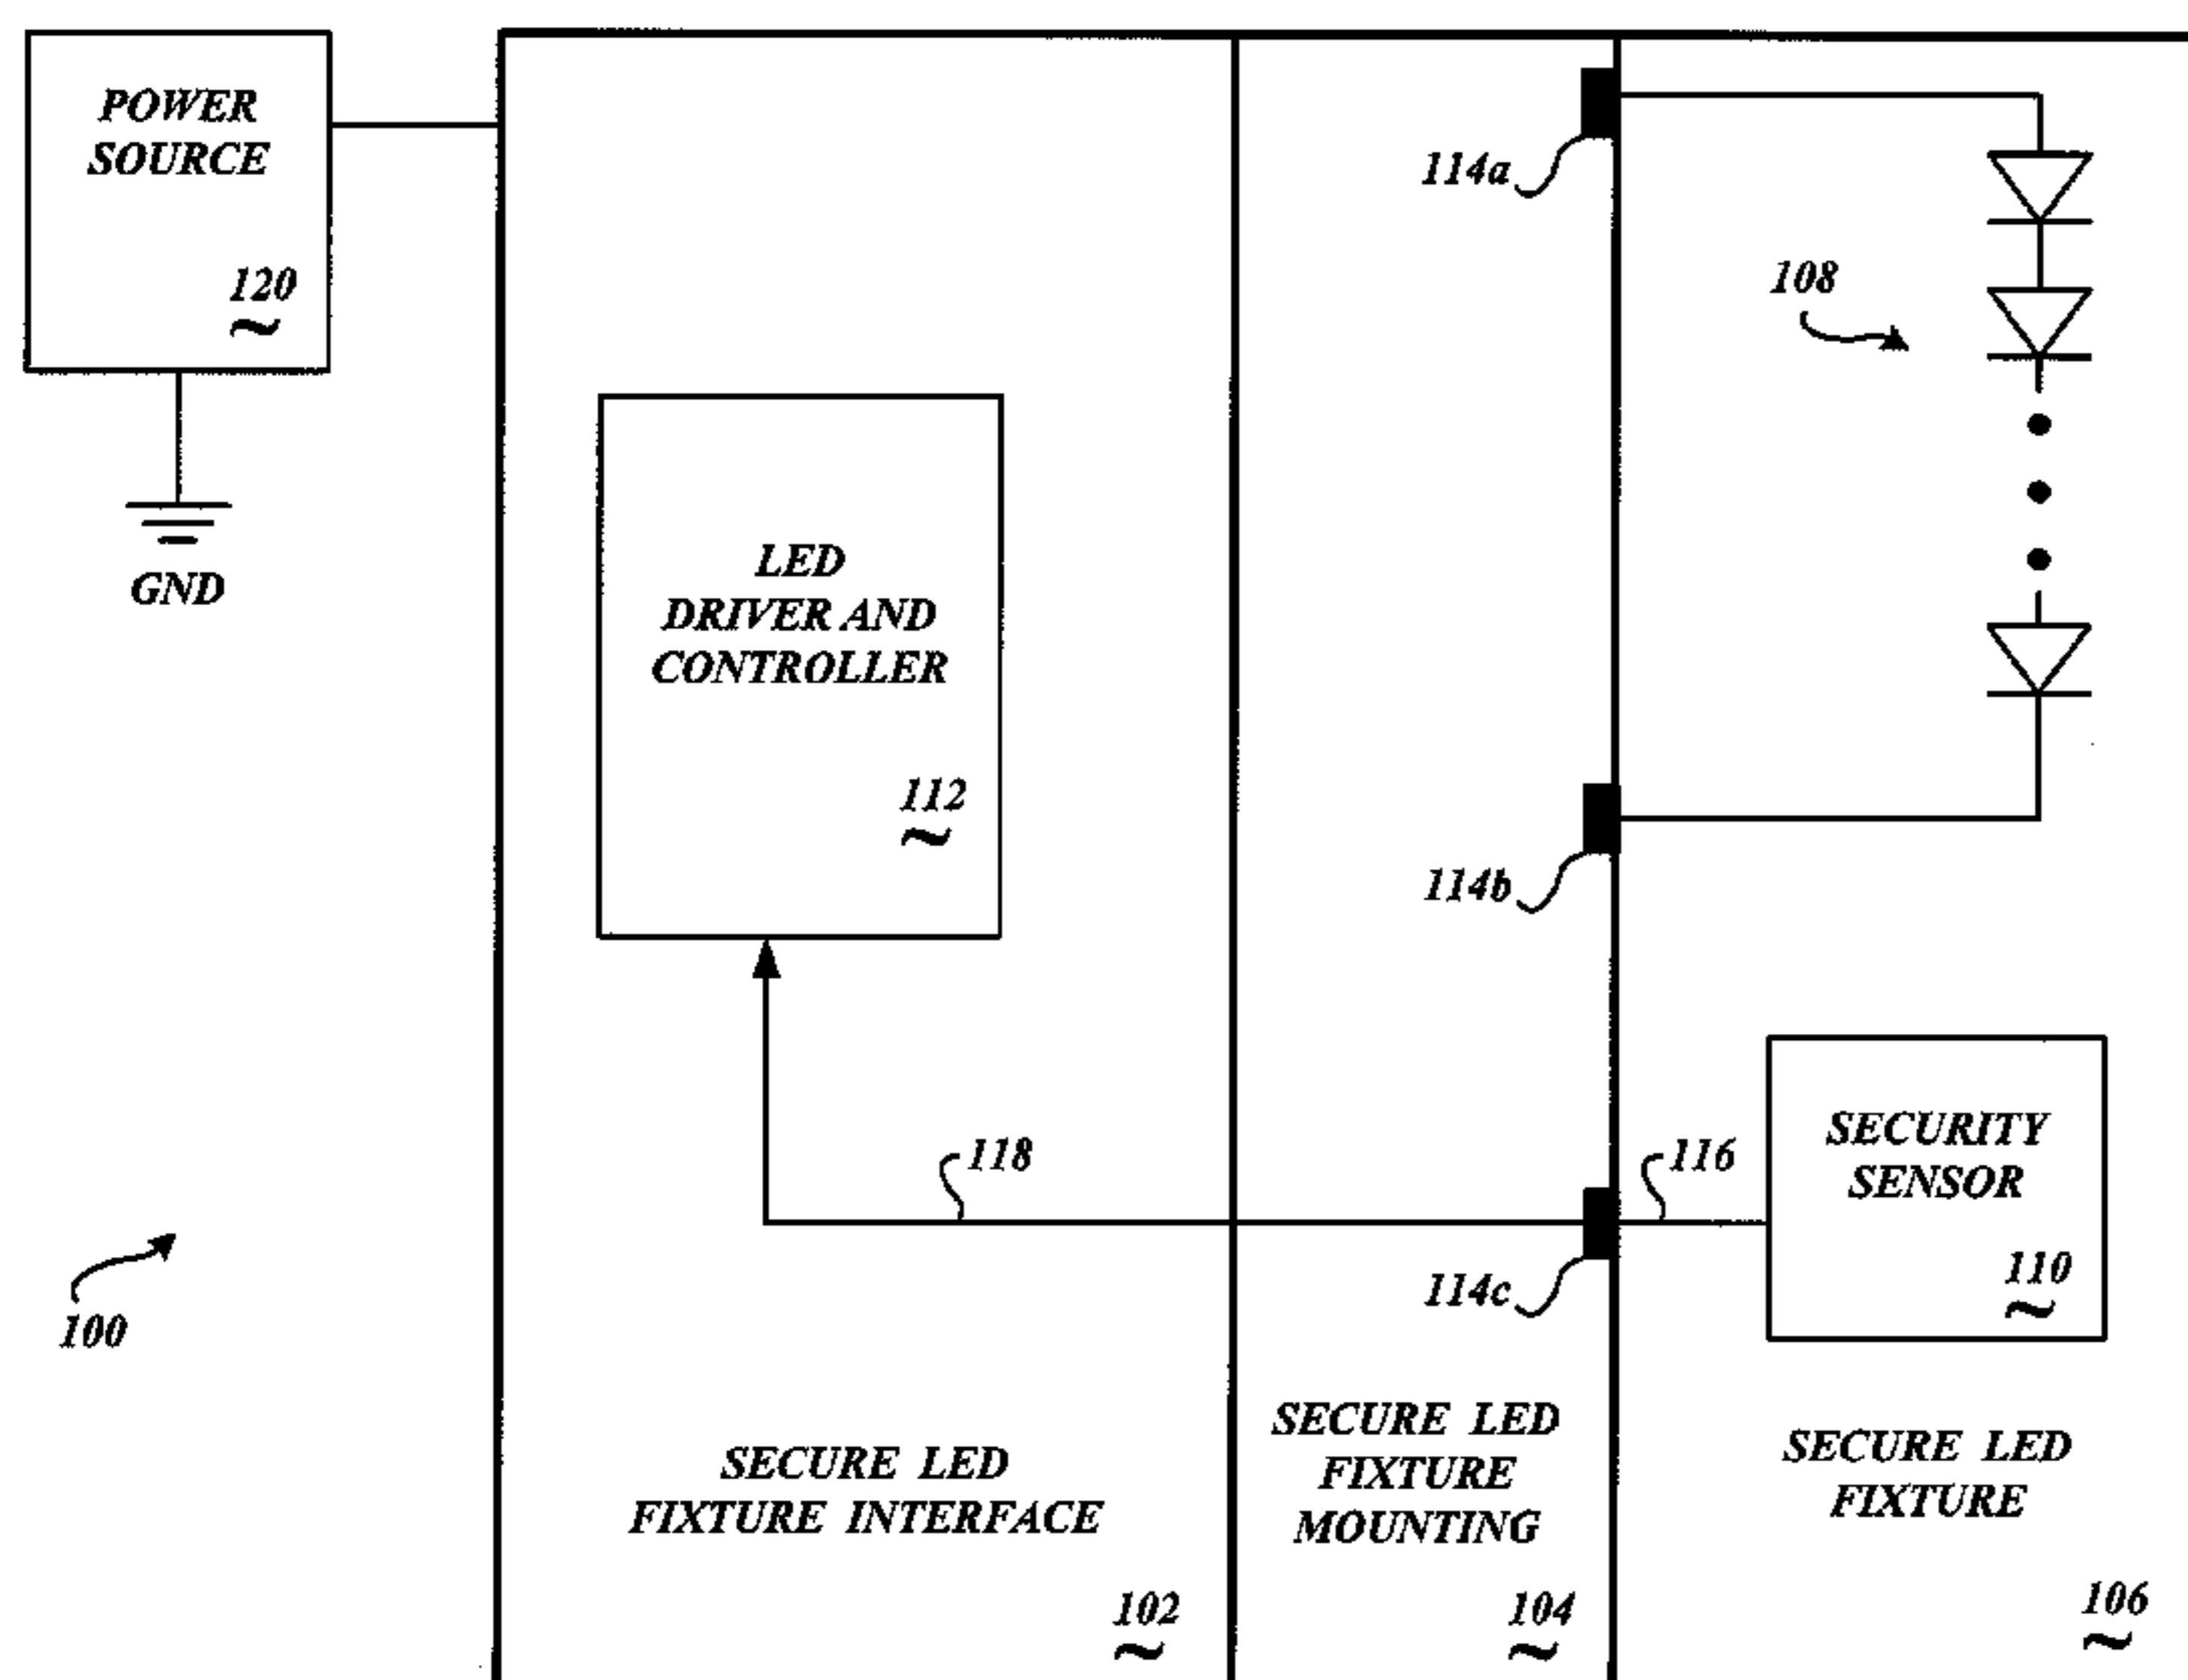 POWER
SOURCE
120
GND
114a
108
LED
DRIVER AND
CONTROLLER
112
114b
118
116
SECURITY
SENSOR
110
114c
100
SECURE LED
FIXTURE INTERFACE
102
SECURE LED
FIXTURE
MOUNTING
104
SECURE LED
FIXTURE
106